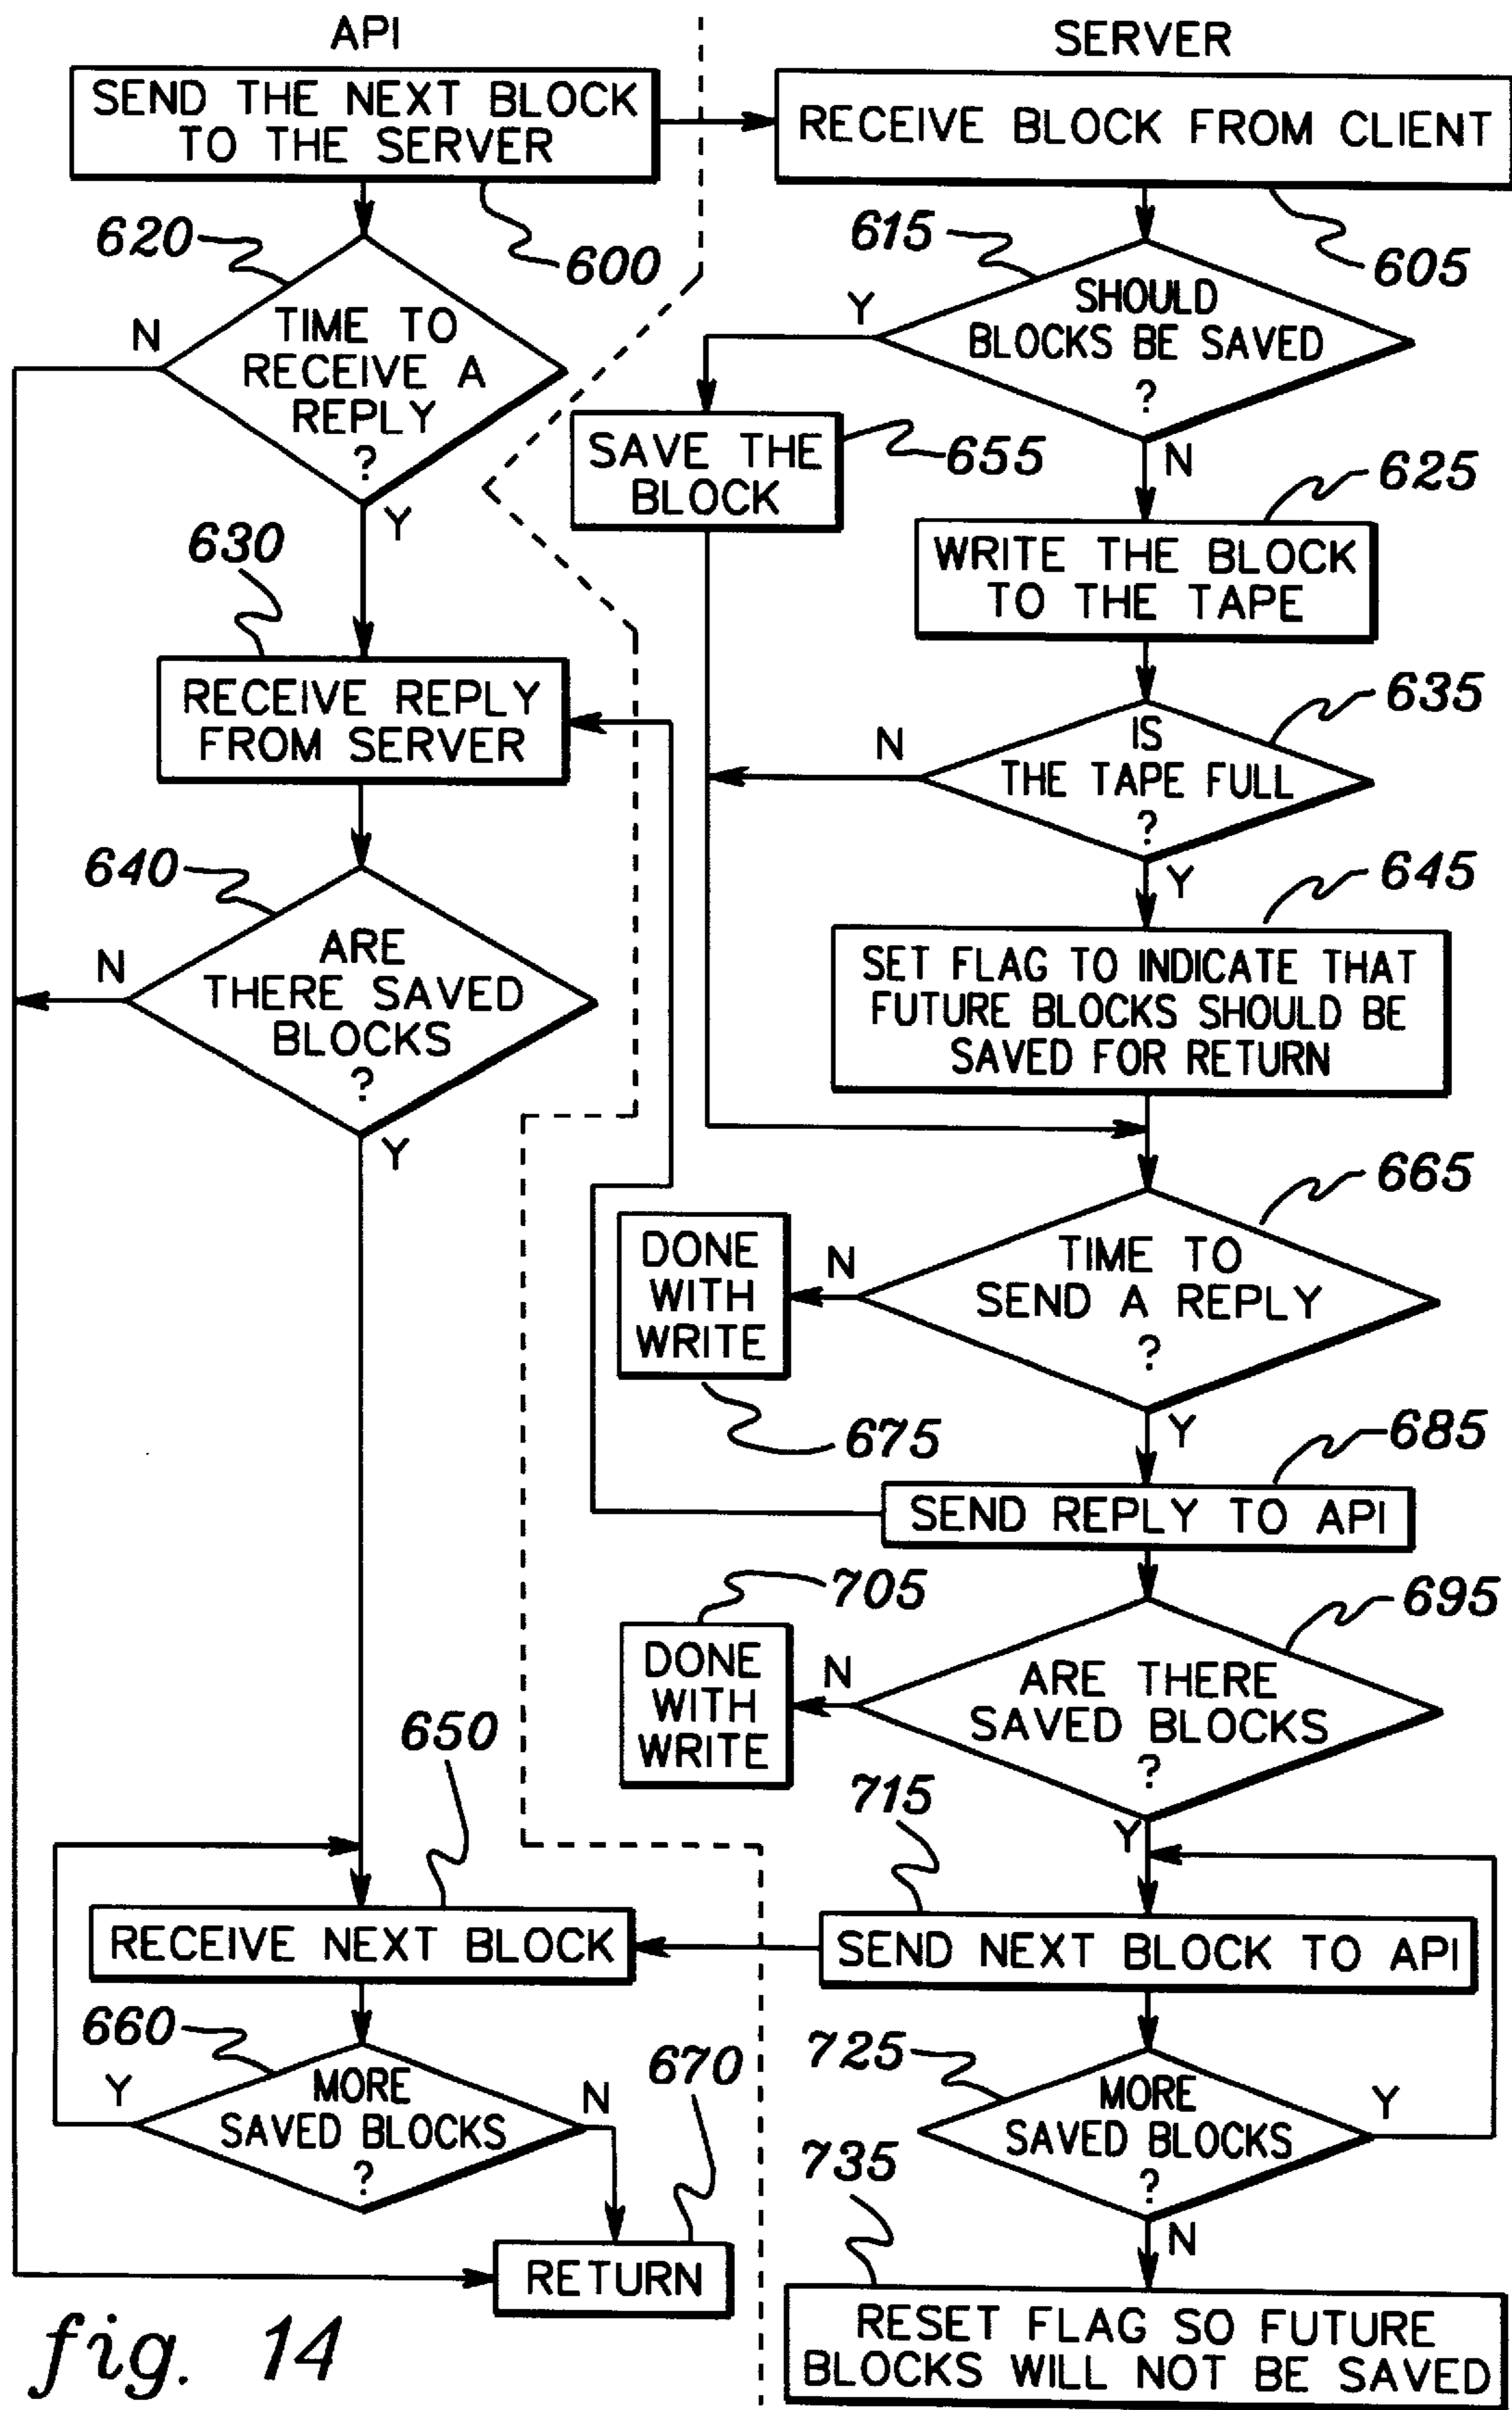 API
SEND THE NEXT BLOCK
TO THE SERVER
600
620
TIME TO
RECEIVE A
REPLY
?
N
Y
630
RECEIVE REPLY
FROM SERVER
640
ARE
THERE SAVED
BLOCKS
?
N
Y
650
RECEIVE NEXT BLOCK
660
MORE
SAVED BLOCKS
?
Y
N
670
RETURN
SERVER
RECEIVE BLOCK FROM CLIENT
605
615
SHOULD
BLOCKS BE SAVED
?
Y
N
SAVE THE
BLOCK
655
625
WRITE THE BLOCK
TO THE TAPE
635
IS
THE TAPE FULL
?
N
Y
645
SET FLAG TO INDICATE THAT
FUTURE BLOCKS SHOULD BE
SAVED FOR RETURN
665
TIME TO
SEND A REPLY
?
N
Y
DONE
WITH
WRITE
675
685
SEND REPLY TO API
695
ARE THERE
SAVED BLOCKS
?
N
Y
705
DONE
WITH
WRITE
715
SEND NEXT BLOCK TO API
725
MORE
SAVED BLOCKS
?
Y
N
735
RESET FLAG SO FUTURE
BLOCKS WILL NOT BE SAVED
fig. 14